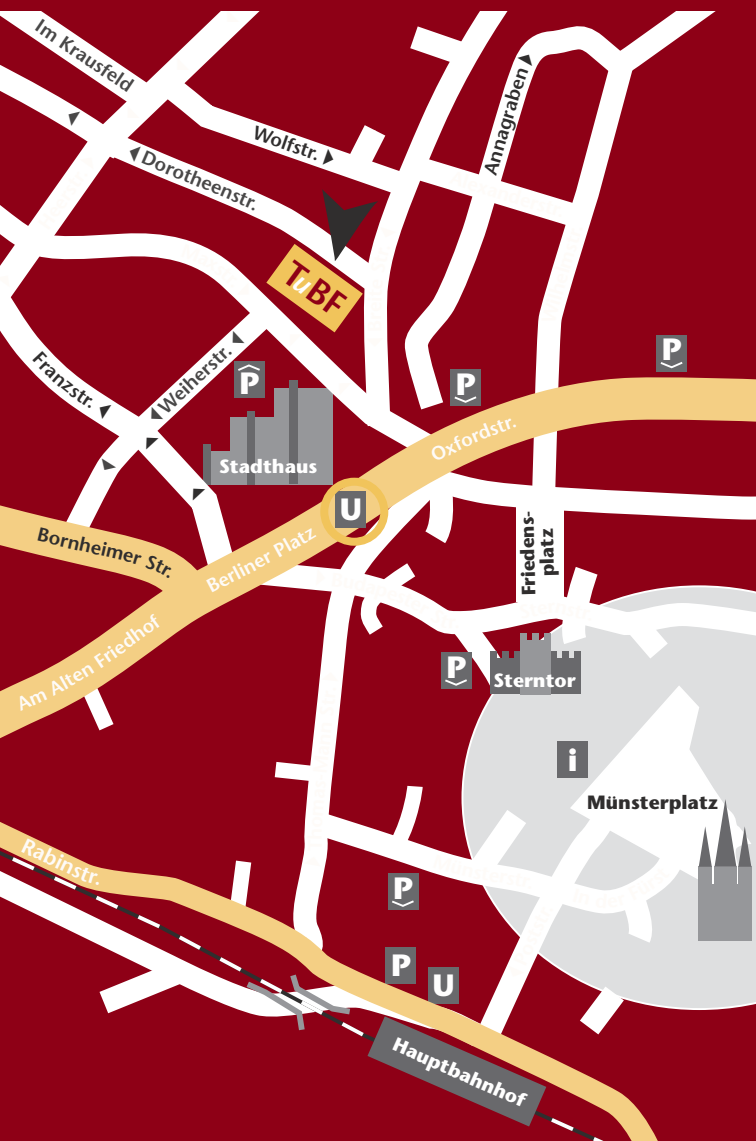 Im Krausfeld
Wolfstr.
Annagraben
Dorotheenstr.
TuBF
Franzstr.
Weiherstr.
P
P
P
Stadthaus
Oxfordstr.
U
Bornheimer Str.
Berliner Platz
Friedens-
platz
Am Alten Friedhof
P
Sterntor
i
Münsterplatz
Rabinstr.
P
P
U
Hauptbahnhof